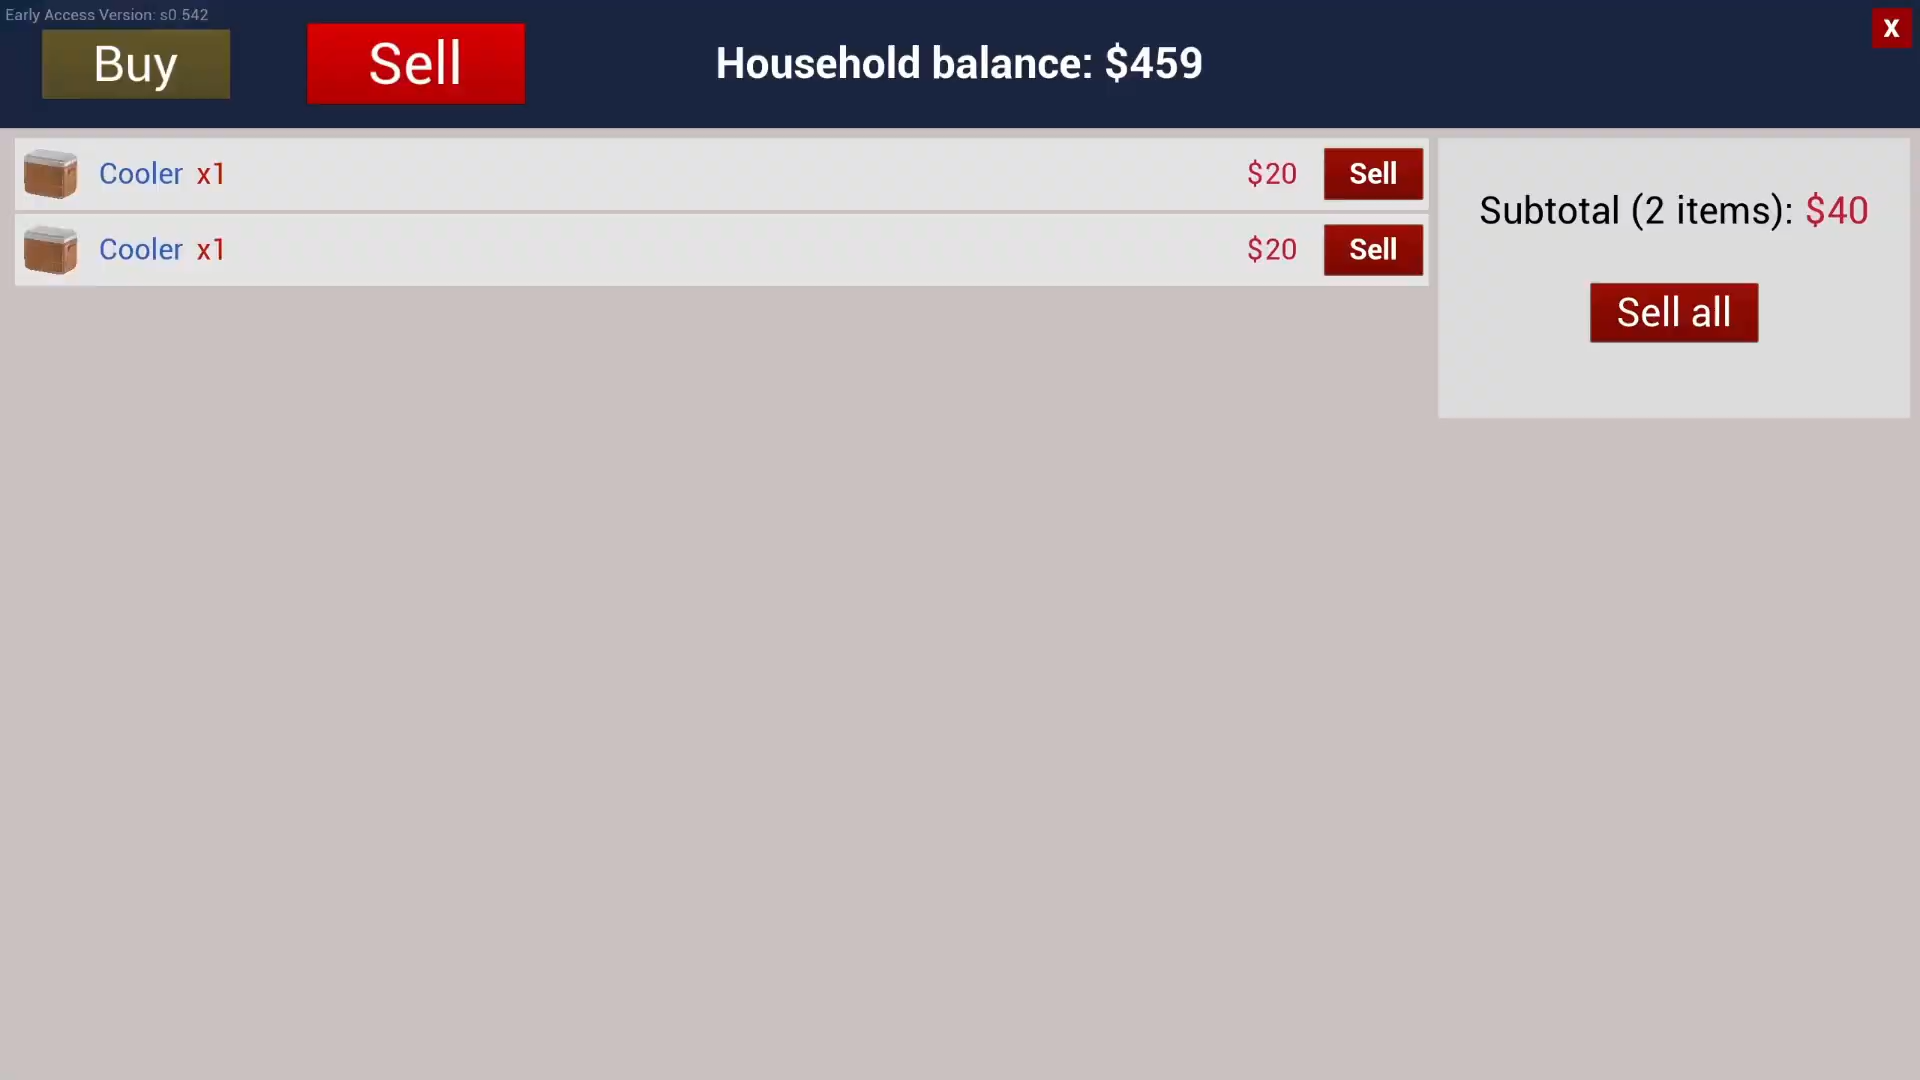 Early Access Version: s0.542
Buy
Sell
Household balance: $459
X
Cooler x1
$20
Sell
Cooler x1
$20
Sell
Subtotal (2 items): $40
Sell all